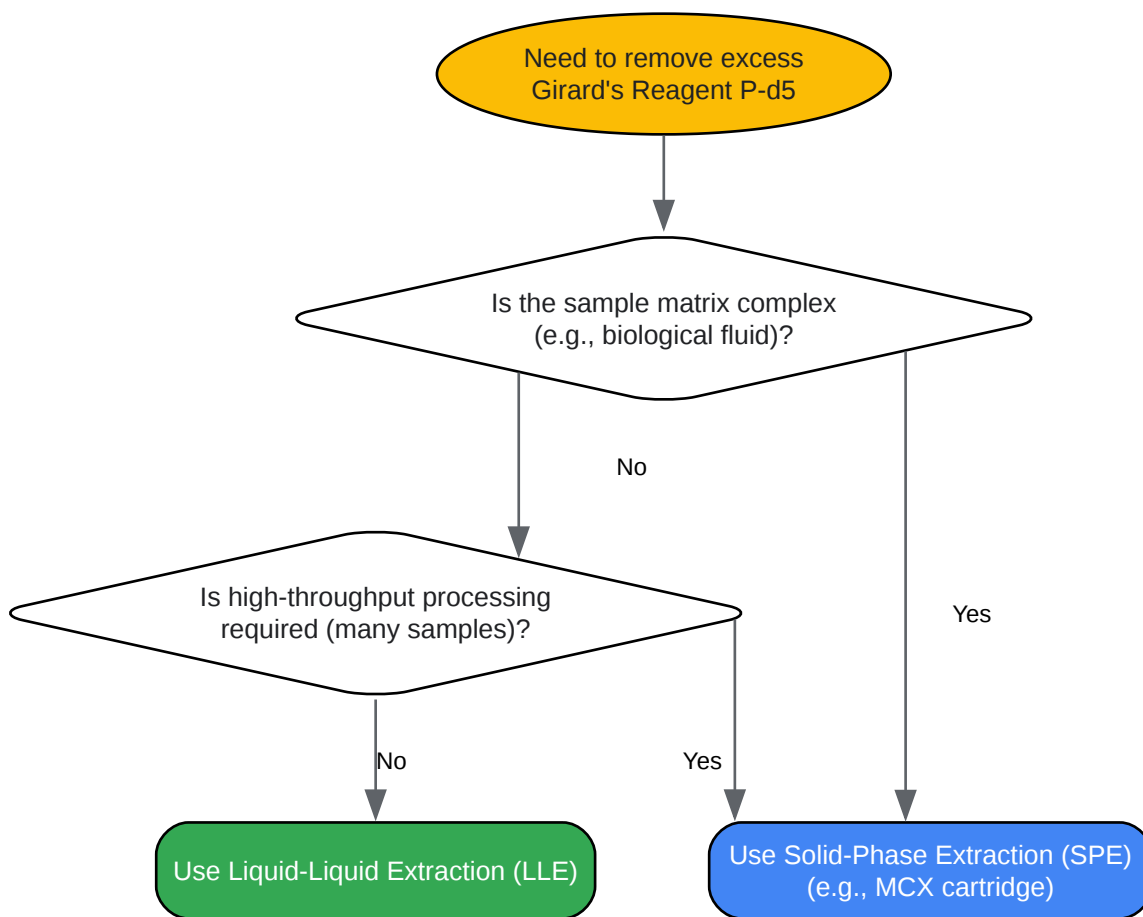 Need to remove excess
Girard's Reagent P-d5
Is the sample matrix complex
(e.g., biological fluid)?
No
Is high-throughput processing
required (many samples)?
Yes
No
Yes
Use Liquid-Liquid Extraction (LLE)
Use Solid-Phase Extraction (SPE)
(e.g., MCX cartridge)